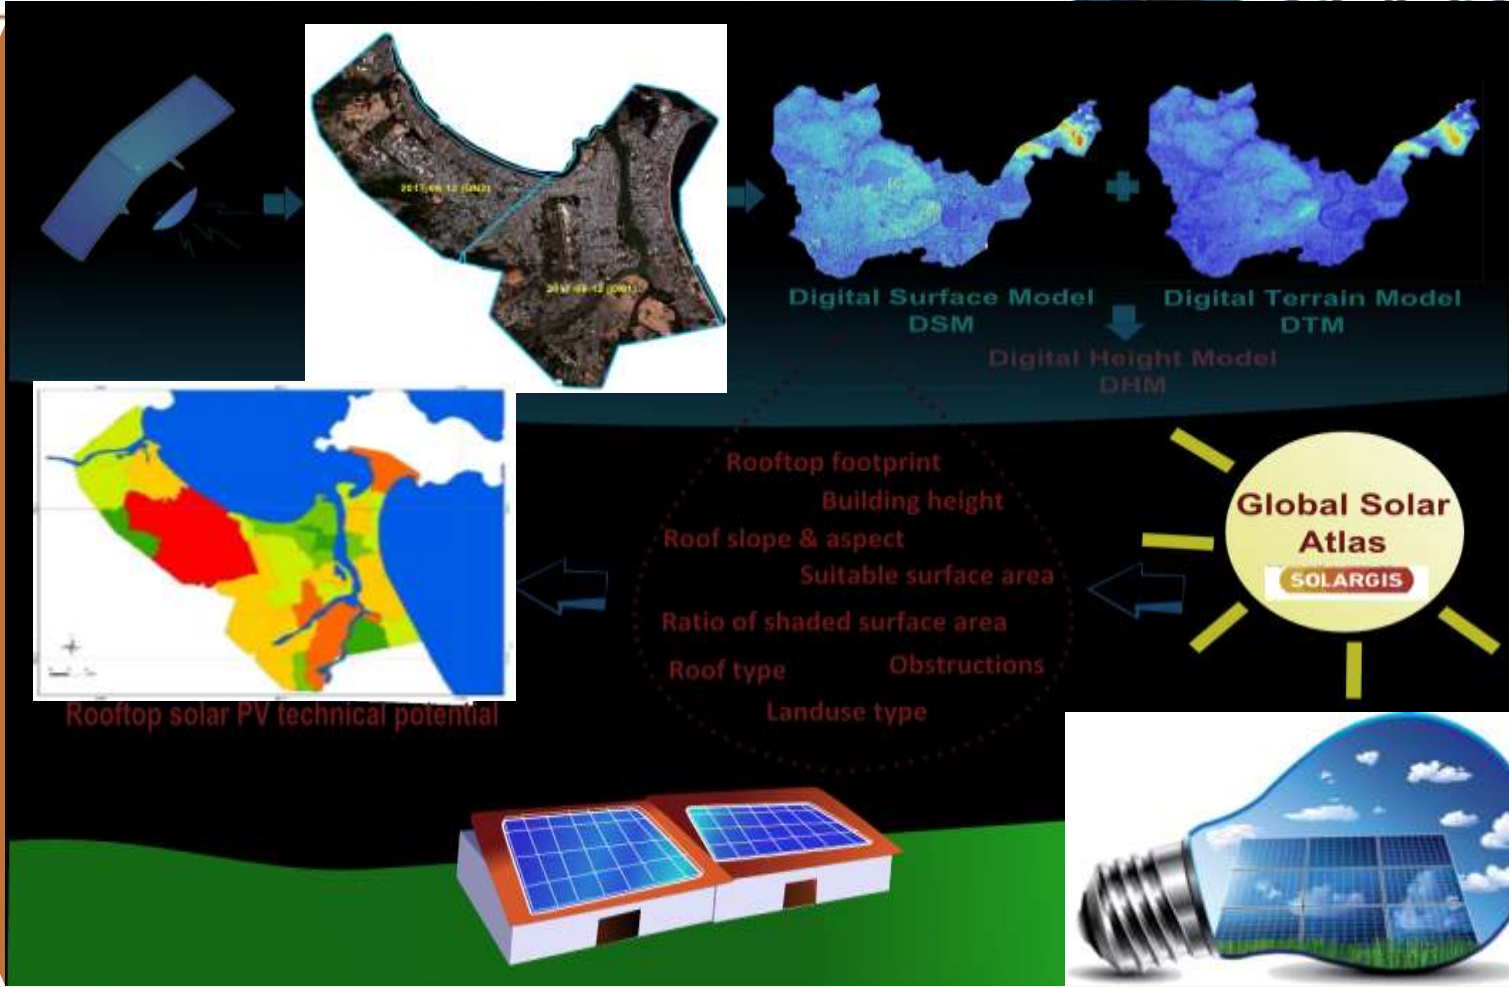 Digital Surface Model
DSM
Digital Terrain Model
DTM
Digital Height Model
DHM
Rooftop footprint
Building height
Roof slope & aspect
Suitable surface area
Ratio of shaded surface area
Roof type
Obstructions
Landuse type
Global Solar
Atlas
SOLARGIS
Rooftop solar PV technical potential